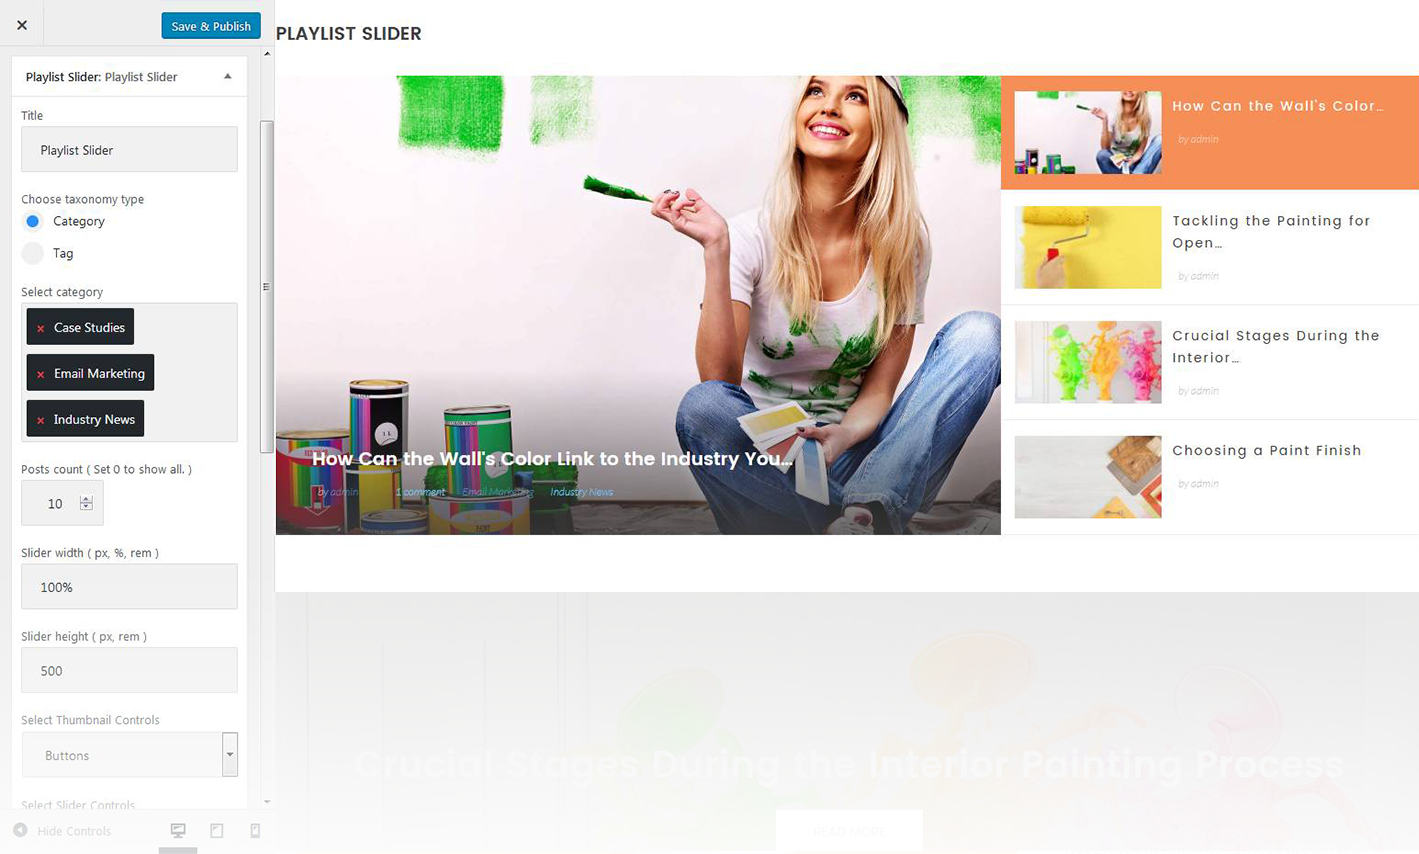 Save & Publish
Playlist Slider: Playlist Slider
Title
Playlist Slider
Choose taxonomy type
Category
Tag
Select category
× Case Studies
× Email Marketing
× Industry News
Posts count ( Set 0 to show all. )
10
Slider width ( px, %, rem )
100%
Slider height ( px, rem )
500
Select Thumbnail Controls
Buttons
Select Slider Controls
Hide Controls
PLAYLIST SLIDER
How Can the Wall's Color Link to the Industry You...
by admin 1 comment Email Marketing Industry News
How Can the Wall's Color...
by admin
Tackling the Painting for
Open...
by admin
Crucial Stages During the
Interior...
by admin
Choosing a Paint Finish
by admin
Crucial Stages During the Interior Painting Process
READ MORE